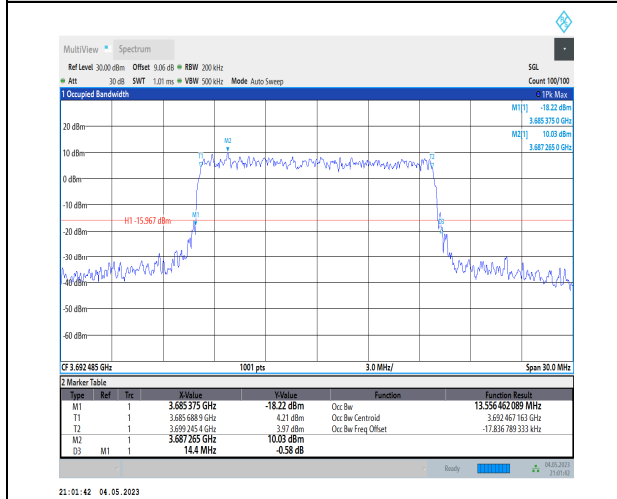 MultiView Spectrum
Ref Level 30.00 dBm Offset 9.06 dB RBW 200 kHz SGL
Att 30 dB SWT 1.01 ms VBW 500 kHz Mode Auto Sweep Count 100/100
1 Occupied Bandwidth 1Pk Max
M1[1] -18.22 dBm
3.685 375 0 GHz
M2[1] 10.03 dBm
3.687 265 0 GHz
20 dBm
M2
10 dBm
T1 T2
0 dBm
-10 dBm
H1 -15.967 dBm M1 D3
-20 dBm
-30 dBm
-40 dBm
-50 dBm
-60 dBm
CF 3.692 485 GHz 1001 pts 3.0 MHz/ Span 30.0 MHz
2 Marker Table
Type Ref Trc X-Value Y-Value Function Function Result
M1 1 3.685 375 GHz -18.22 dBm Occ Bw 13.556 462 089 MHz
T1 1 3.685 688 9 GHz 4.21 dBm Occ Bw Centroid 3.692 467 163 GHz
T2 1 3.699 245 4 GHz 3.97 dBm Occ Bw Freq Offset -17.836 789 333 kHz
M2 1 3.687 265 GHz 10.03 dBm
D3 M1 1 14.4 MHz -0.58 dB
Ready 04.05.2023
21:01:42
21:01:42 04.05.2023